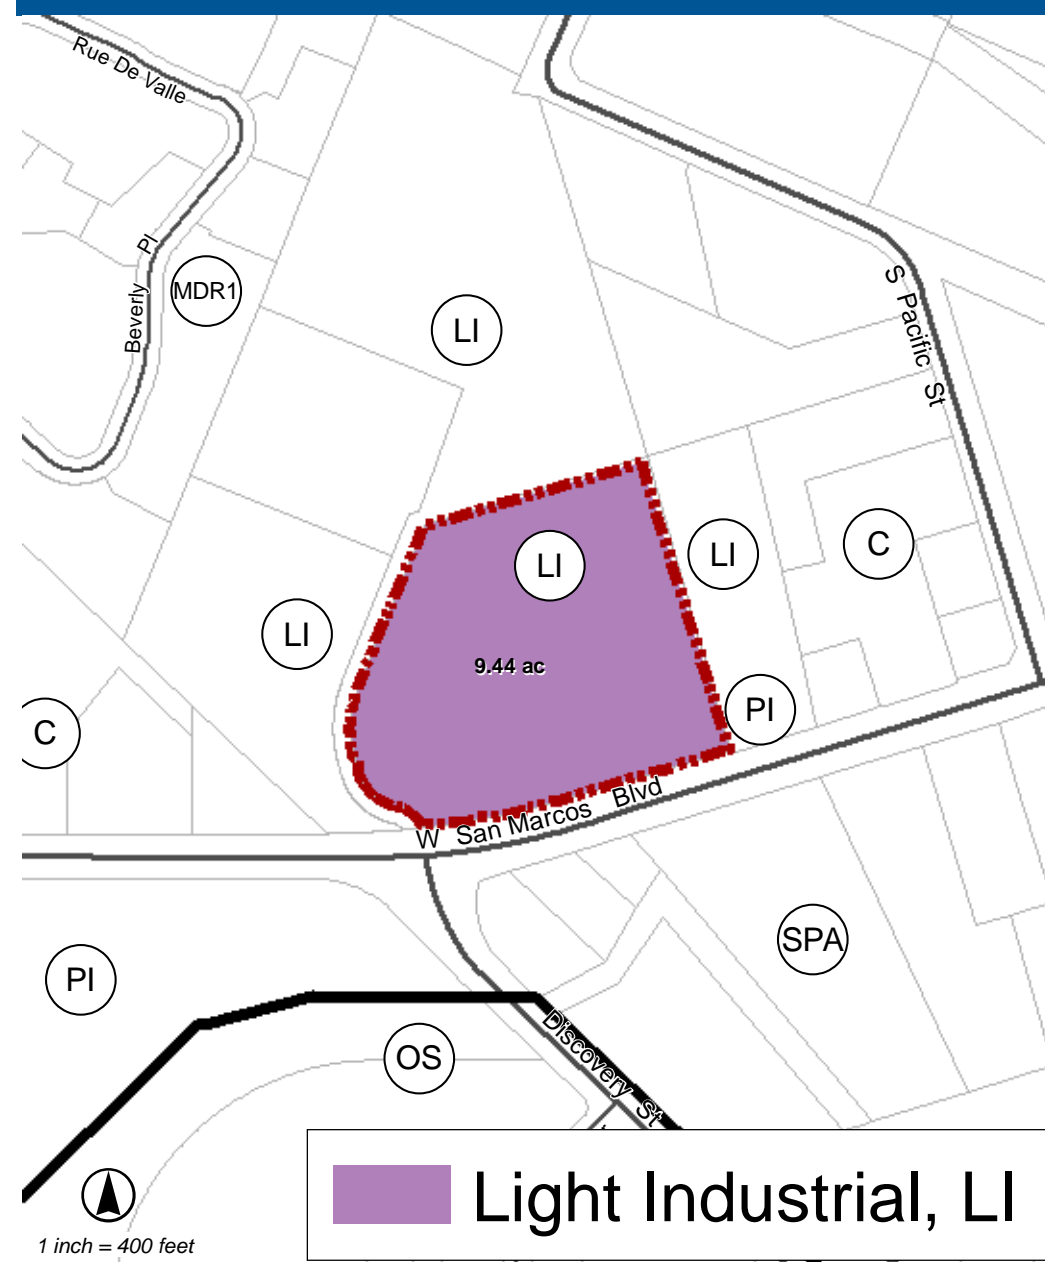 Rue De Valle
Beverly Pl
MDR1
LI
S Pacific St
LI
LI
C
LI
9.44 ac
PI
C
W San Marcos Blvd
SPA
PI
OS
Discovery St
Light Industrial, LI
1 inch = 400 feet